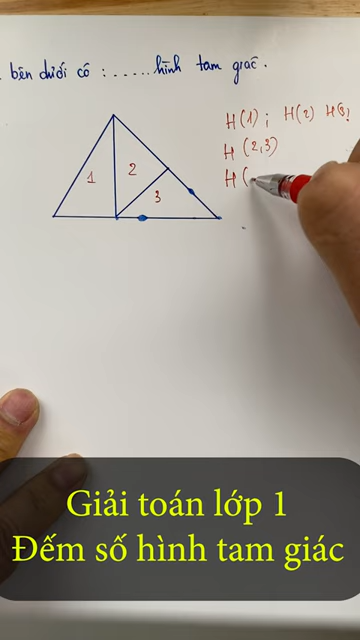 bên dưới có : ..... hình tam giác.
H(1) ; H(2) H(3)
1
2
H (2,3)
3
H (
Giải toán lớp 1
Đếm số hình tam giác